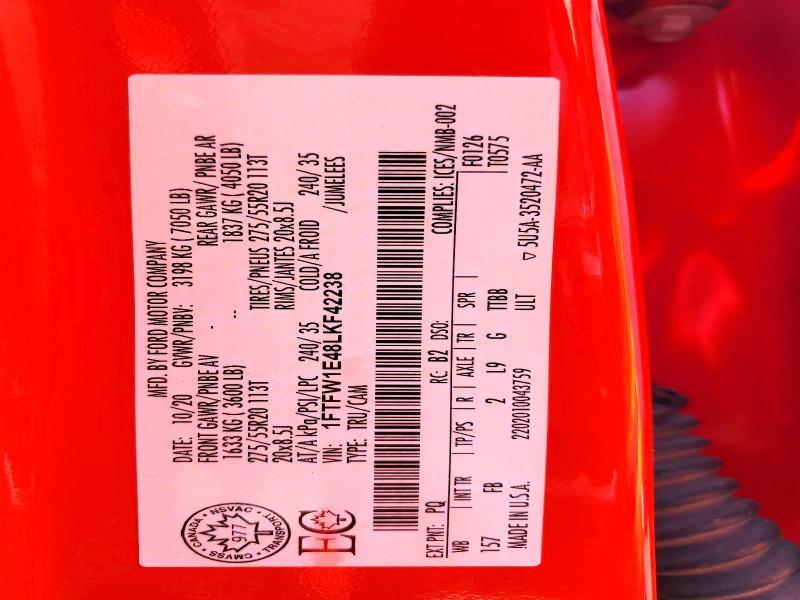 MFD. BY FORD MOTOR COMPANY
DATE: 10/20 GVWR/PNBV: 3198 KG ( 7050 LB)
FRONT GAWR/PNBE AV REAR GAWR/ PNBE AR
1633 KG ( 3600 LB) 1837 KG ( 4050 LB)
275/55R20 113T TIRES/PNEUS 275/55R20 113T
20x8.5J RIMS/JANTES 20x8.5J
AT/A kPa/PSI/LPC 240/ 35 COLD/A FROID 240/ 35
VIN: 1FTFW1E48LKF42238 /JUMELEES
TYPE: TRU/CAM
CANADA • NSVAC • TRANSPORT • CMVSS •
977
EC
COMPLIES: ICES/NMB-002
EXT PNT: PQ RC: B2 DSO: F0126
WB INT TR TP/PS R AXLE TR SPR T0575
157 FB 2 L9 G TTBB
MADE IN U.S.A. 2202010043759 ULT ▽ 5U5A-3520472-AA